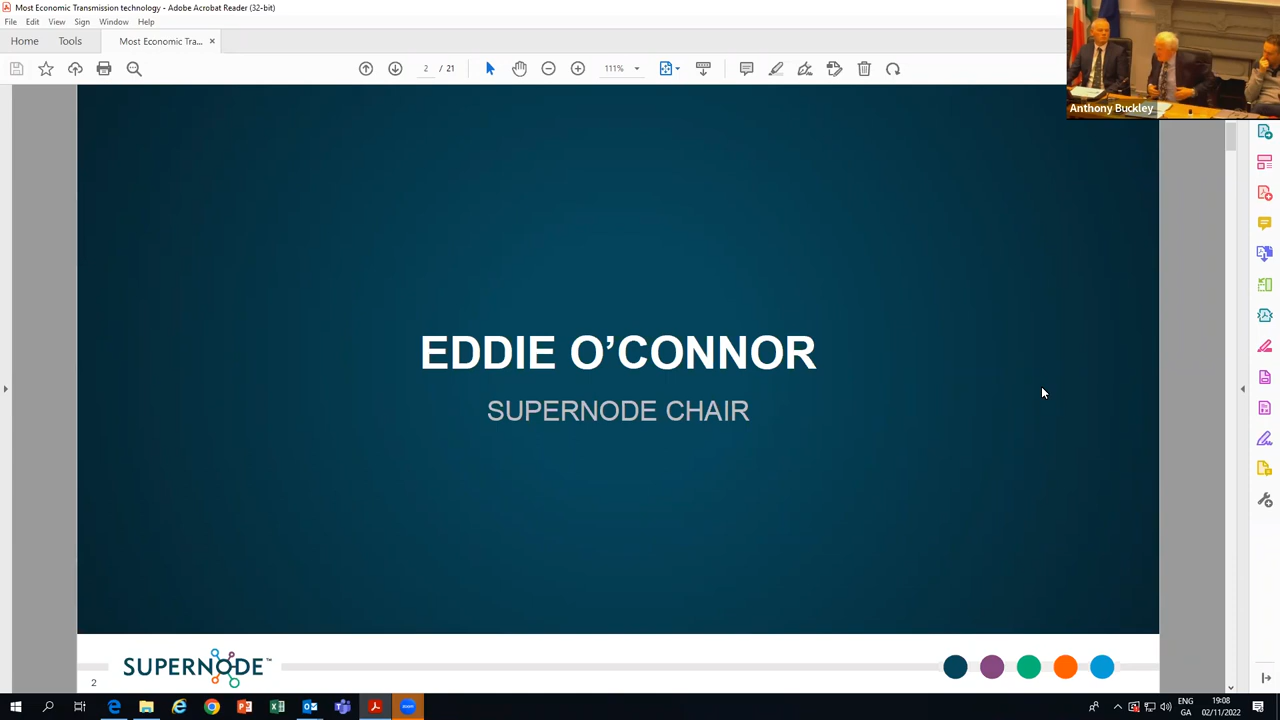 Most Economic Transmission technology - Adobe Acrobat Reader (32-bit)
File Edit View Sign Window Help
Home Tools Most Economic Tra... ×
2 / 21 111%
Anthony Buckley
EDDIE O’CONNOR
SUPERNODE CHAIR
SUPERNODE™
2
ENG 19:08
GA 02/11/2022